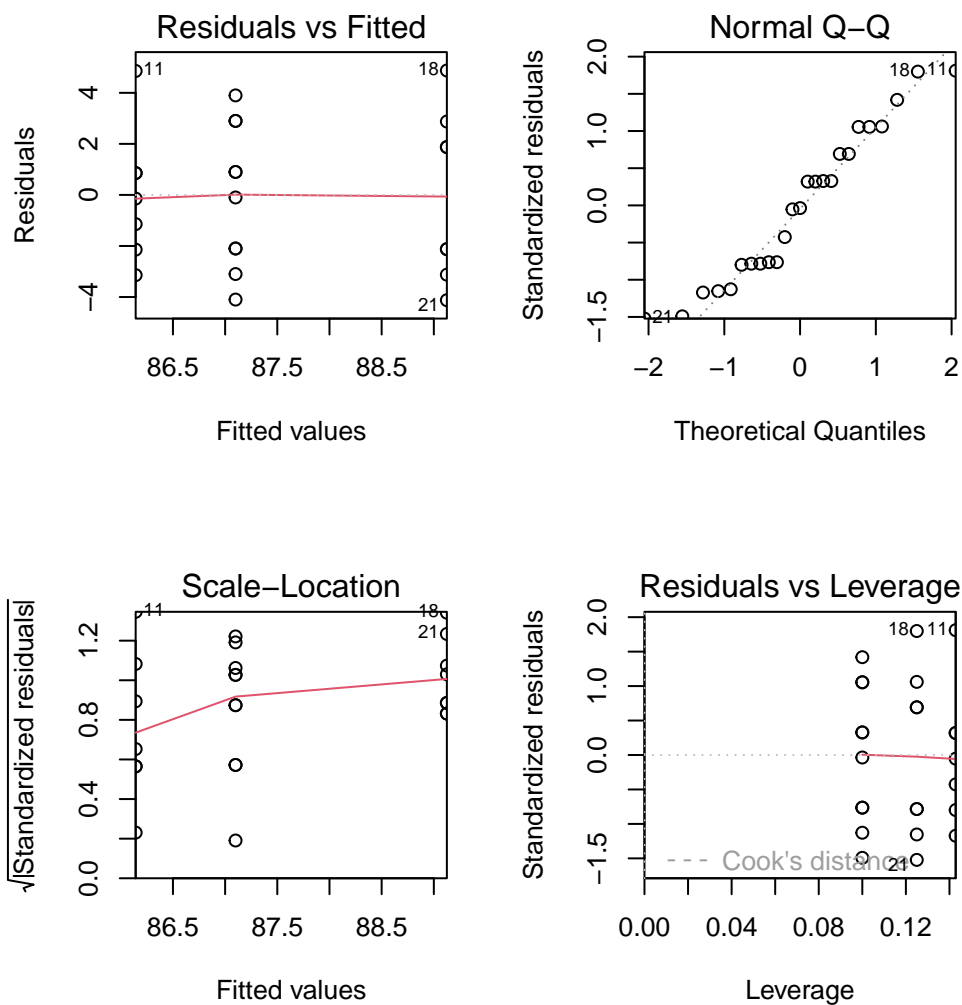 Residuals vs Fitted
Residuals
4
2
0
−4
11
18
21
86.5 87.5 88.5
Fitted values
Normal Q−Q
Standardized residuals
2.0
1.0
0.0
−1.5
18 11
21
−2 −1 0 1 2
Theoretical Quantiles
Scale−Location
√|Standardized residuals|
1.2
0.8
0.4
0.0
11
18
21
86.5 87.5 88.5
Fitted values
Residuals vs Leverage
Standardized residuals
2.0
1.0
0.0
−1.5
18 11
21
Cook's distance
0.00 0.04 0.08 0.12
Leverage